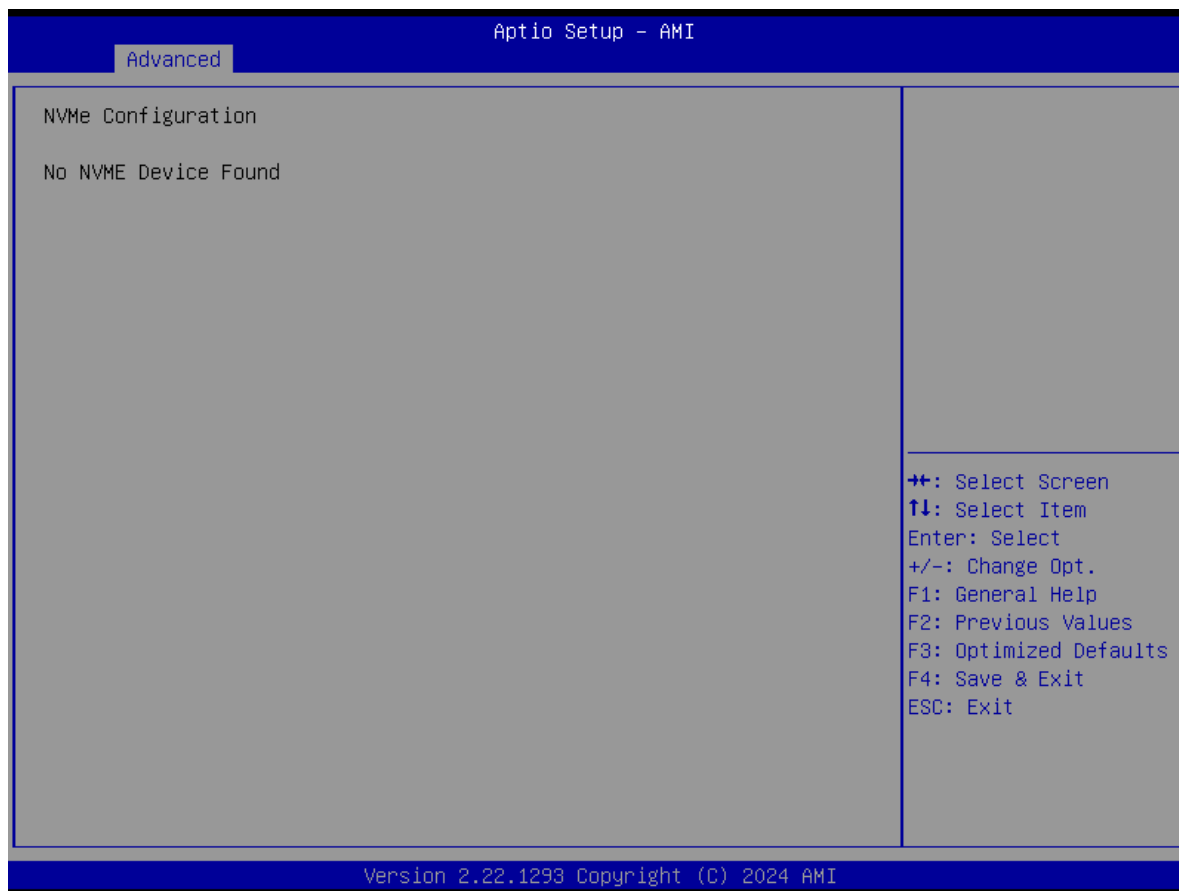 Aptio Setup – AMI
Advanced
NVMe Configuration
No NVME Device Found
→←: Select Screen
↑↓: Select Item
Enter: Select
+/-: Change Opt.
F1: General Help
F2: Previous Values
F3: Optimized Defaults
F4: Save & Exit
ESC: Exit
Version 2.22.1293 Copyright (C) 2024 AMI